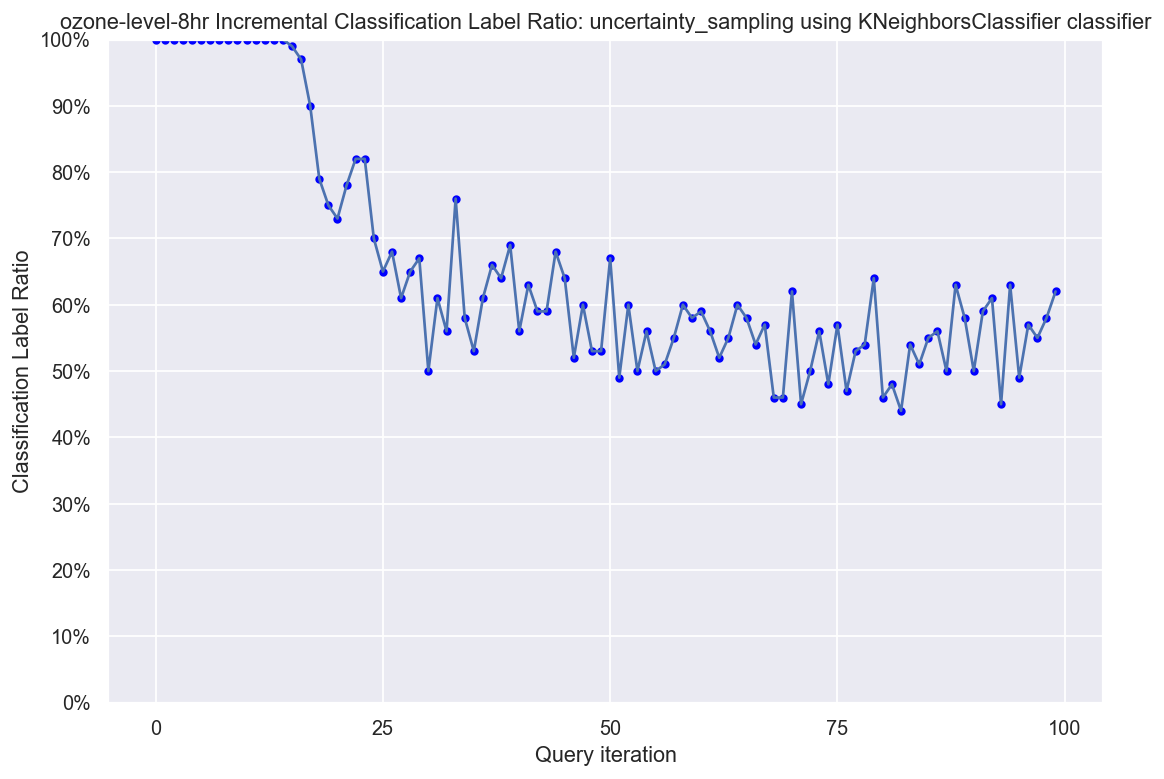 ozone-level-8hr Incremental Classification Label Ratio: uncertainty_sampling using KNeighborsClassifier classifier
100%
90%
80%
70%
60%
50%
40%
30%
20%
10%
0%
Classification Label Ratio
0 25 50 75 100
Query iteration